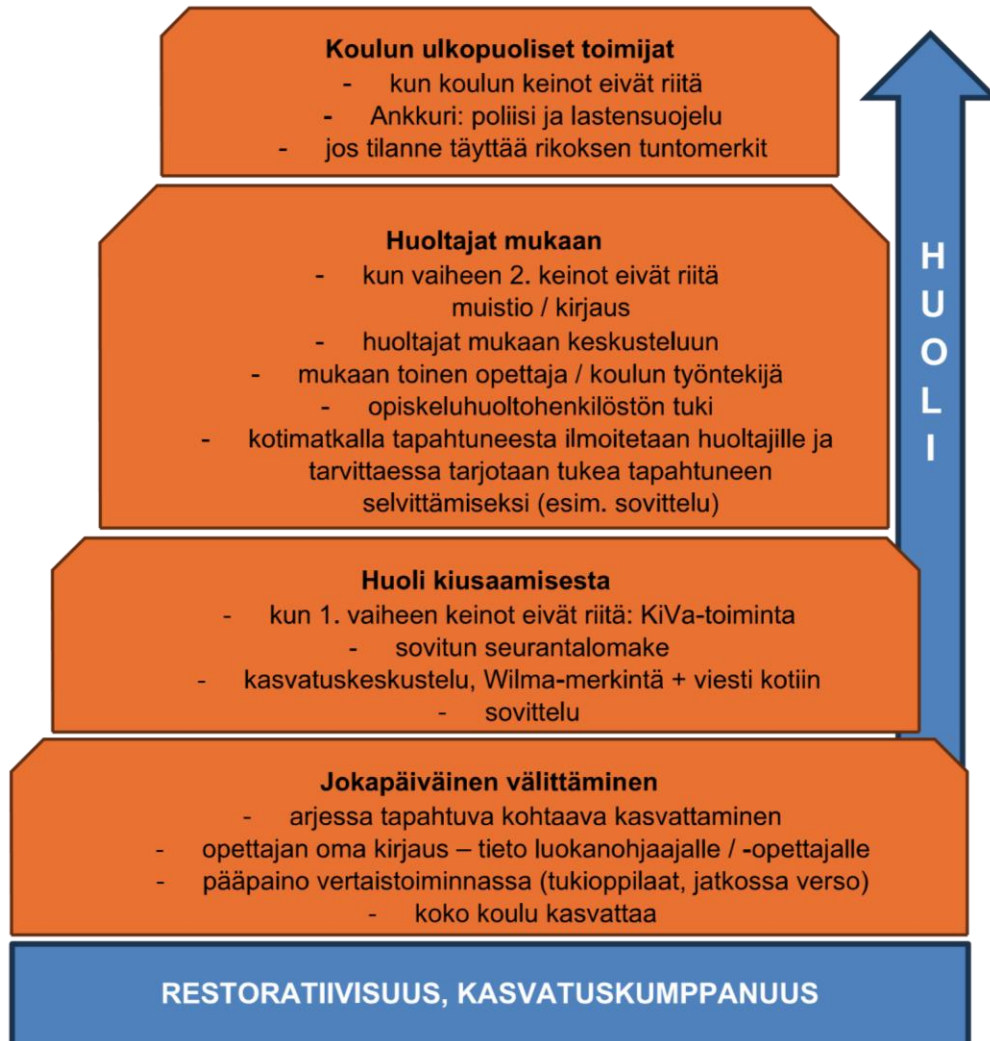 Koulun ulkopuoliset toimijat
- kun koulun keinot eivät riitä
- Ankkuri: poliisi ja lastensuojelu
- jos tilanne täyttää rikoksen tuntomerkit
Huoltajat mukaan
- kun vaiheen 2. keinot eivät riitä
muistio / kirjaus
- huoltajat mukaan keskusteluun
- mukaan toinen opettaja / koulun työntekijä
- opiskeluhuoltohenkilöstön tuki
- kotimatkalla tapahtuneesta ilmoitetaan huoltajille ja
tarvittaessa tarjotaan tukea tapahtuneen
selvittämiseksi (esim. sovittelu)
Huoli kiusaamisesta
- kun 1. vaiheen keinot eivät riitä: KiVa-toiminta
- sovitun seurantalomake
- kasvatuskeskustelu, Wilma-merkintä + viesti kotiin
- sovittelu
Jokapäiväinen välittäminen
- arjessa tapahtuva kohtaava kasvattaminen
- opettajan oma kirjaus – tieto luokanohjaajalle / -opettajalle
- pääpaino vertaistoiminnassa (tukioppilaat, jatkossa verso)
- koko koulu kasvattaa
RESTORATIIVISUUS, KASVATUSKUMPPANUUS
HUOLI